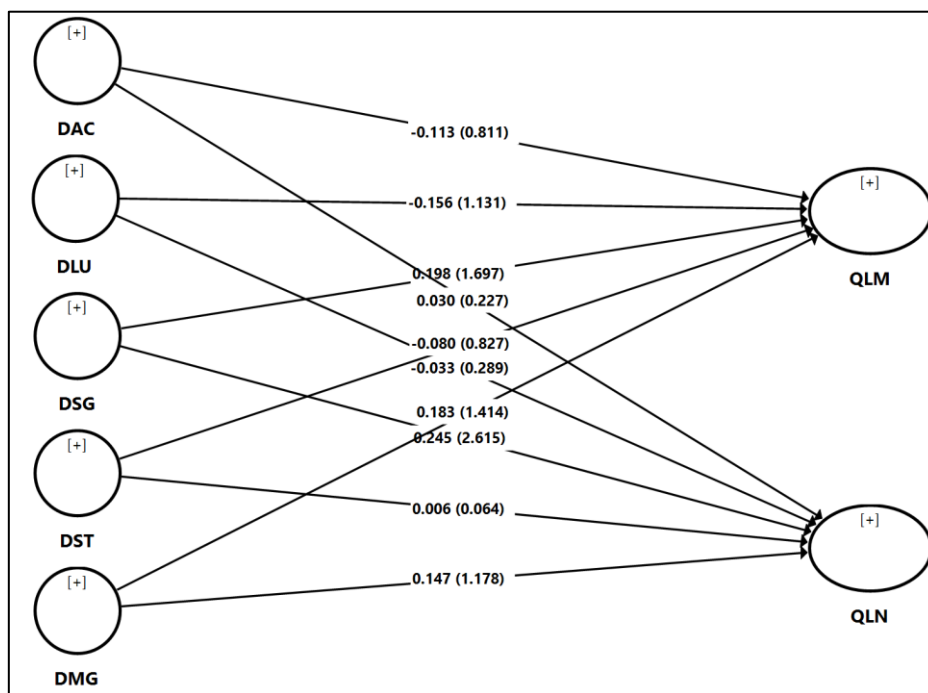 [+]
DAC
[+]
DLU
[+]
DSG
[+]
DST
[+]
DMG
-0.113 (0.811)
-0.156 (1.131)
0.198 (1.697)
0.030 (0.227)
-0.080 (0.827)
-0.033 (0.289)
0.183 (1.414)
0.245 (2.615)
0.006 (0.064)
0.147 (1.178)
[+]
QLM
[+]
QLN